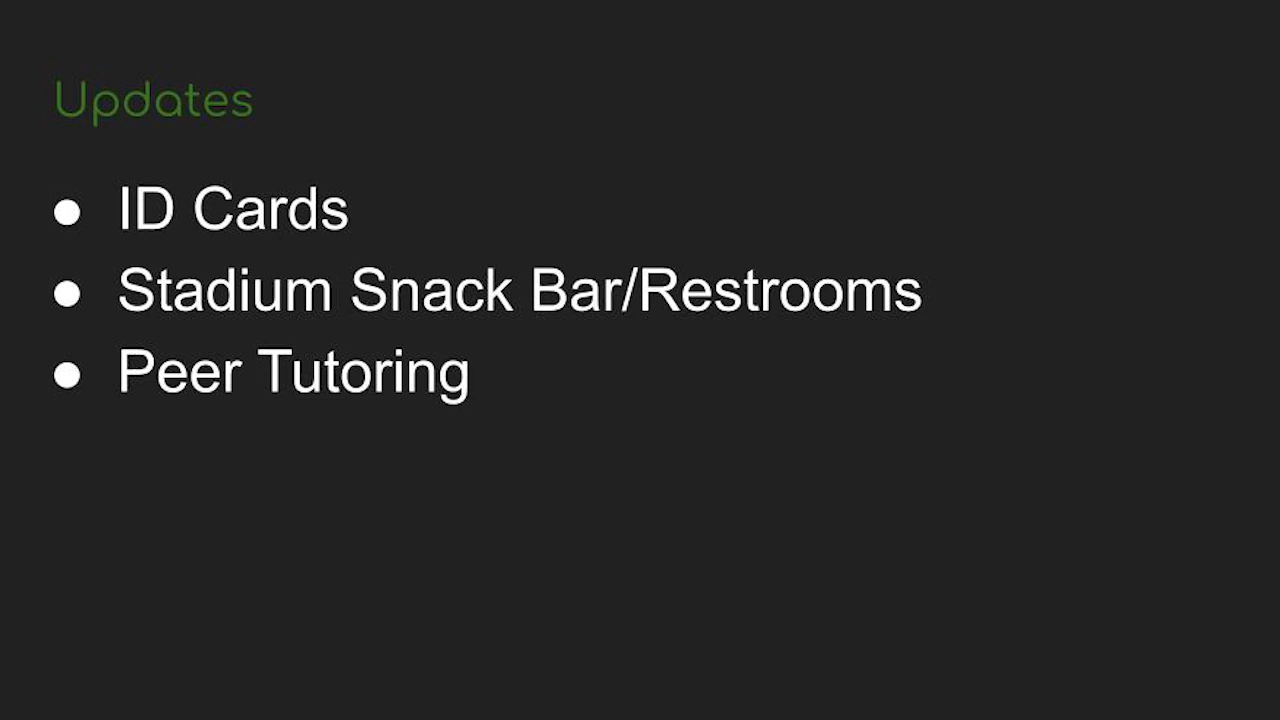 Updates
● ID Cards
● Stadium Snack Bar/Restrooms
● Peer Tutoring